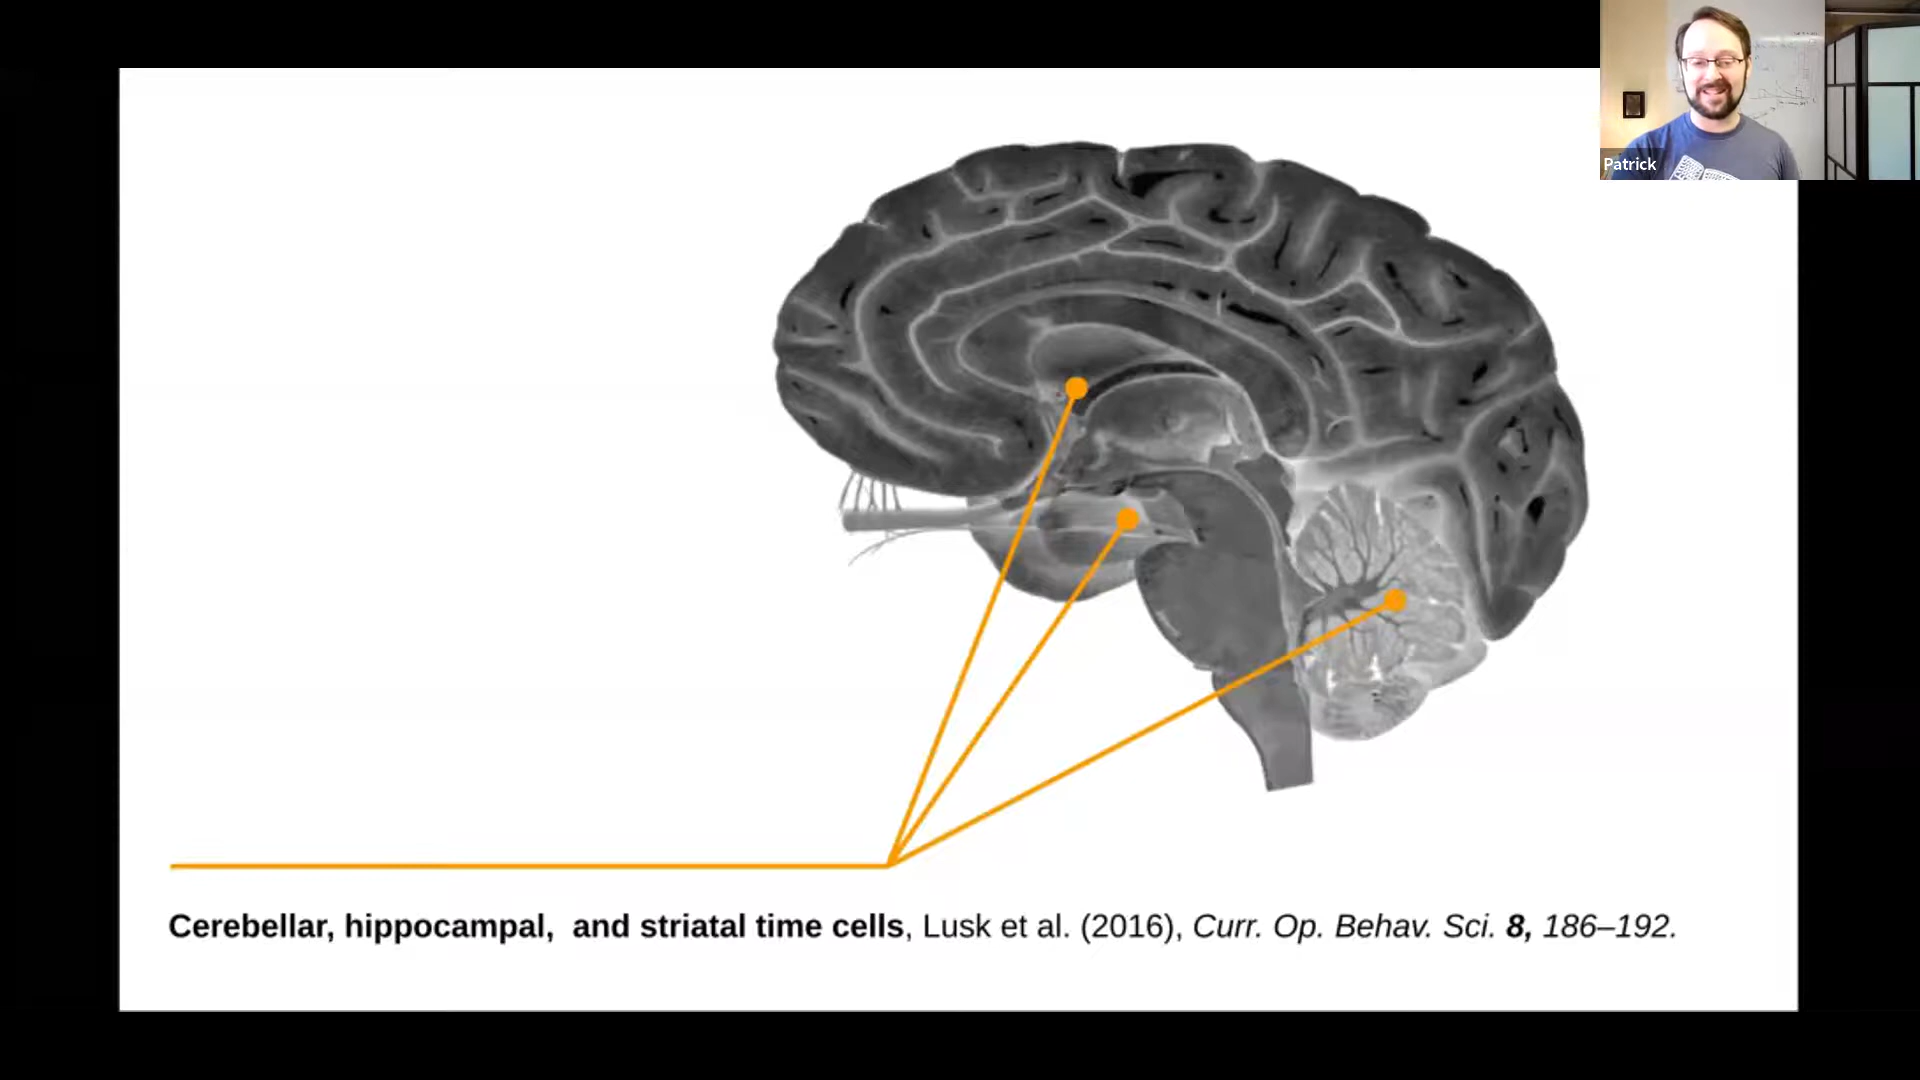 Patrick
Cerebellar, hippocampal,  and striatal time cells, Lusk et al. (2016), Curr. Op. Behav. Sci. 8, 186–192.